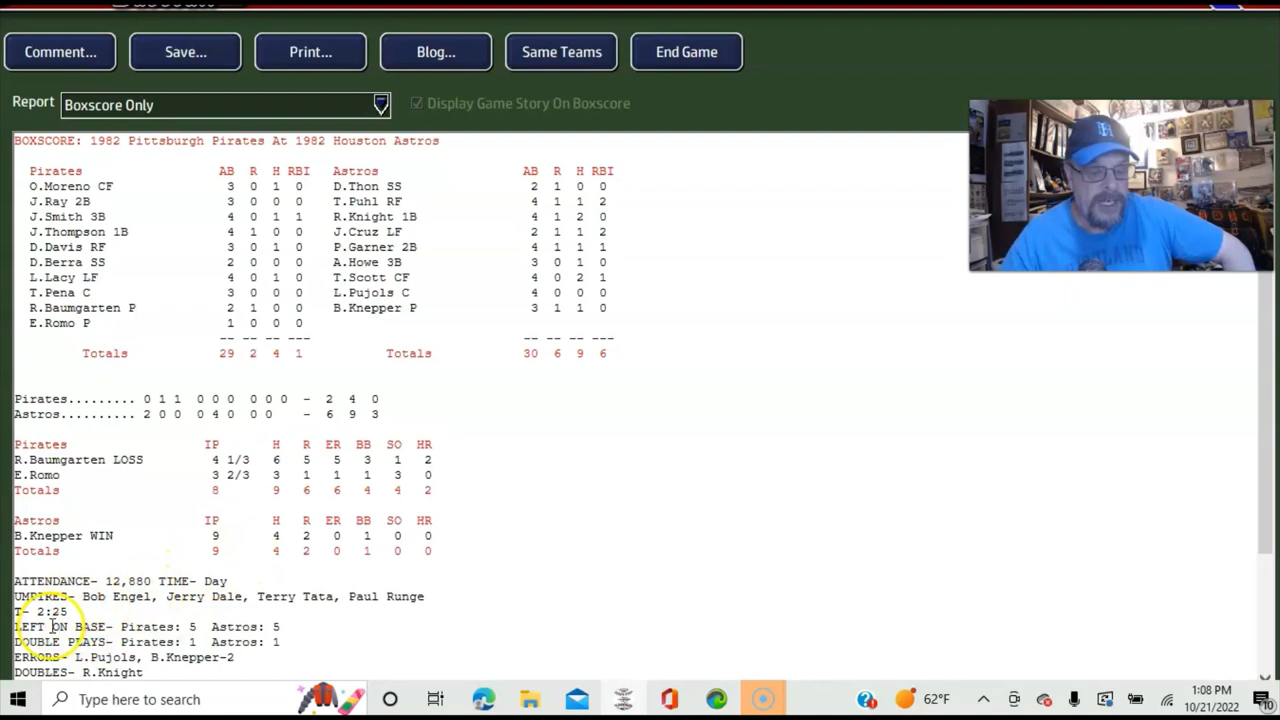 Comment... Save... Print... Blog... Same Teams End Game
Report Boxscore Only Display Game Story On Boxscore
BOXSCORE: 1982 Pittsburgh Pirates At 1982 Houston Astros
Pirates AB R H RBI Astros AB R H RBI
O.Moreno CF 3 0 1 0 D.Thon SS 2 1 0 0
J.Ray 2B 3 0 0 0 T.Puhl RF 4 1 1 2
J.Smith 3B 4 0 1 1 R.Knight 1B 4 1 2 0
J.Thompson 1B 4 1 0 0 J.Cruz LF 2 1 1 2
D.Davis RF 3 0 1 0 P.Garner 2B 4 1 1 1
D.Berra SS 2 0 0 0 A.Howe 3B 3 0 1 0
L.Lacy LF 4 0 1 0 T.Scott CF 4 0 2 1
T.Pena C 3 0 0 0 L.Pujols C 4 0 0 0
R.Baumgarten P 2 1 0 0 B.Knepper P 3 1 1 0
E.Romo P 1 0 0 0
-- -- -- --- -- -- -- ---
Totals 29 2 4 1 Totals 30 6 9 6
Pirates......... 0 1 1 0 0 0 0 0 0 - 2 4 0
Astros.......... 2 0 0 0 4 0 0 0 - 6 9 3
Pirates IP H R ER BB SO HR
R.Baumgarten LOSS 4 1/3 6 5 5 3 1 2
E.Romo 3 2/3 3 1 1 1 3 0
Totals 8 9 6 6 4 4 2
Astros IP H R ER BB SO HR
B.Knepper WIN 9 4 2 0 1 0 0
Totals 9 4 2 0 1 0 0
ATTENDANCE- 12,880 TIME- Day
UMPIRES- Bob Engel, Jerry Dale, Terry Tata, Paul Runge
T- 2:25
LEFT ON BASE- Pirates: 5 Astros: 5
DOUBLE PLAYS- Pirates: 1 Astros: 1
ERRORS- L.Pujols, B.Knepper-2
DOUBLES- R.Knight
Type here to search 62°F 1:08 PM
10/21/2022 10